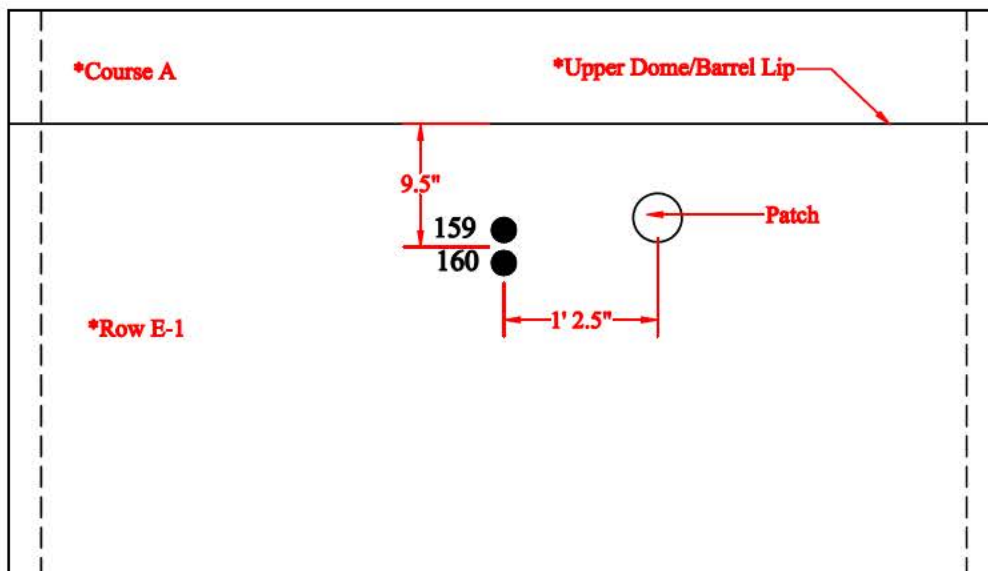 *Course A
*Upper Dome/Barrel Lip
9.5"
159
Patch
160
1' 2.5"
*Row E-1